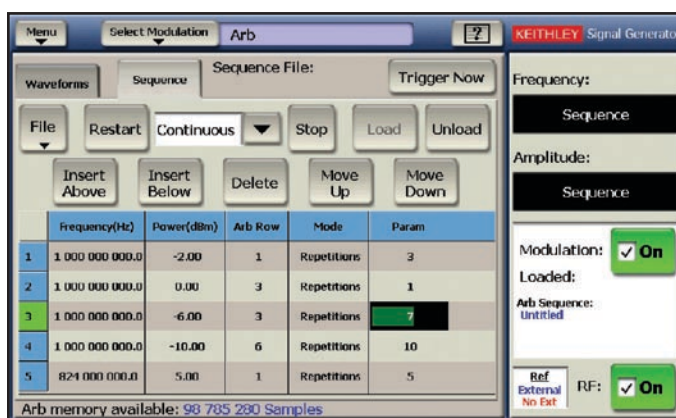 Menu Select Modulation Arb ?
KEITHLEY Signal Generato
Waveforms Sequence Sequence File: Trigger Now
File Restart Continuous Stop Load Unload
Insert Above Insert Below Delete Move Up Move Down
Frequency(Hz) Power(dBm) Arb Row Mode Param
1 1 000 000 000.0 -2.00 1 Repetitions 3
2 1 000 000 000.0 0.00 3 Repetitions 1
3 1 000 000 000.0 -6.00 3 Repetitions 7
4 1 000 000 000.0 -10.00 6 Repetitions 10
5 824 000 000.0 5.00 1 Repetitions 5
Arb memory available: 98 785 280 Samples
Frequency:
Sequence
Amplitude:
Sequence
Modulation: On
Loaded:
Arb Sequence:
Untitled
Ref
External
No Ext
RF: On